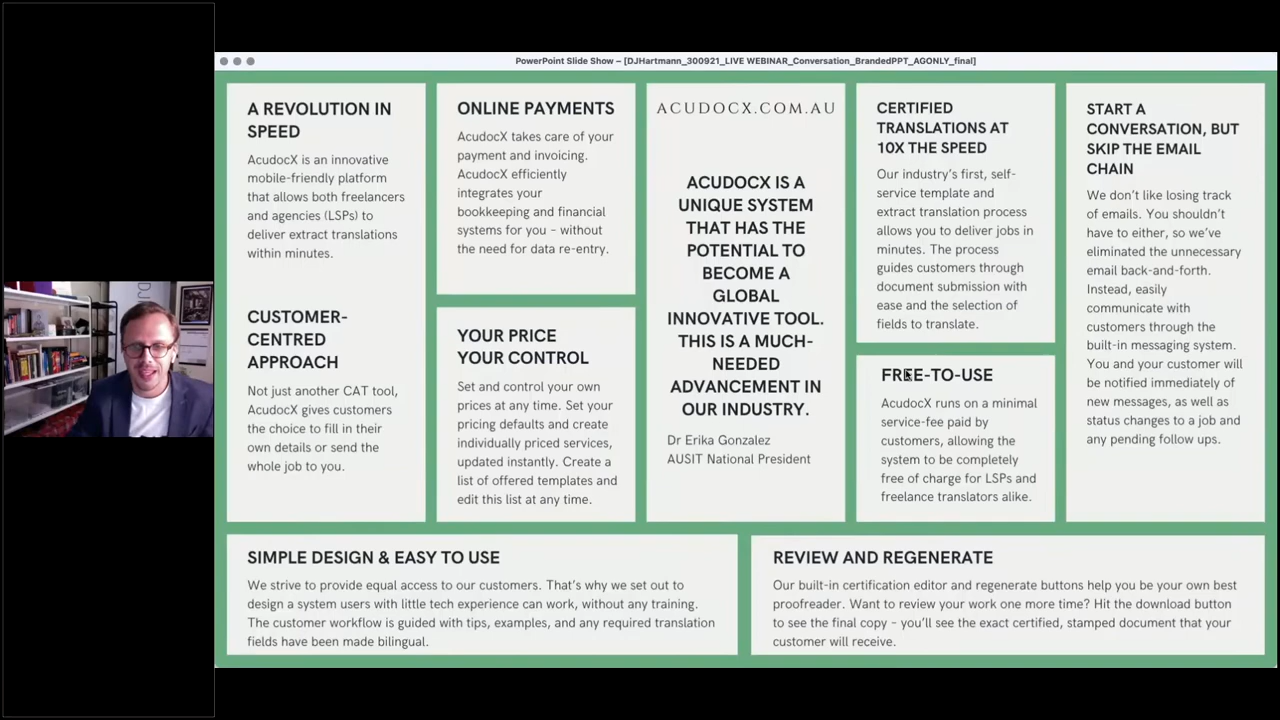 PowerPoint Slide Show – [DJHartmann_300921_LIVE WEBINAR_Conversation_BrandedPPT_AGONLY_final]
A REVOLUTION IN
SPEED
AcudocX is an innovative
mobile-friendly platform
that allows both freelancers
and agencies (LSPs) to
deliver extract translations
within minutes.
CUSTOMER-
CENTRED
APPROACH
Not just another CAT tool,
AcudocX gives customers
the choice to fill in their
own details or send the
whole job to you.
ONLINE PAYMENTS
AcudocX takes care of your
payment and invoicing.
AcudocX efficiently
integrates your
bookkeeping and financial
systems for you – without
the need for data re-entry.
YOUR PRICE
YOUR CONTROL
Set and control your own
prices at any time. Set your
pricing defaults and create
individually priced services,
updated instantly. Create a
list of offered templates and
edit this list at any time.
ACUDOCX.COM.AU
ACUDOCX IS A
UNIQUE SYSTEM
THAT HAS THE
POTENTIAL TO
BECOME A
GLOBAL
INNOVATIVE TOOL.
THIS IS A MUCH-
NEEDED
ADVANCEMENT IN
OUR INDUSTRY.
Dr Erika Gonzalez
AUSIT National President
CERTIFIED
TRANSLATIONS AT
10X THE SPEED
Our industry's first, self-
service template and
extract translation process
allows you to deliver jobs in
minutes. The process
guides customers through
document submission with
ease and the selection of
fields to translate.
FREE-TO-USE
AcudocX runs on a minimal
service-fee paid by
customers, allowing the
system to be completely
free of charge for LSPs and
freelance translators alike.
START A
CONVERSATION, BUT
SKIP THE EMAIL
CHAIN
We don't like losing track
of emails. You shouldn't
have to either, so we've
eliminated the unnecessary
email back-and-forth.
Instead, easily
communicate with
customers through the
built-in messaging system.
You and your customer will
be notified immediately of
new messages, as well as
status changes to a job and
any pending follow ups.
SIMPLE DESIGN & EASY TO USE
We strive to provide equal access to our customers. That's why we set out to
design a system users with little tech experience can work, without any training.
The customer workflow is guided with tips, examples, and any required translation
fields have been made bilingual.
REVIEW AND REGENERATE
Our built-in certification editor and regenerate buttons help you be your own best
proofreader. Want to review your work one more time? Hit the download button
to see the final copy – you'll see the exact certified, stamped document that your
customer will receive.